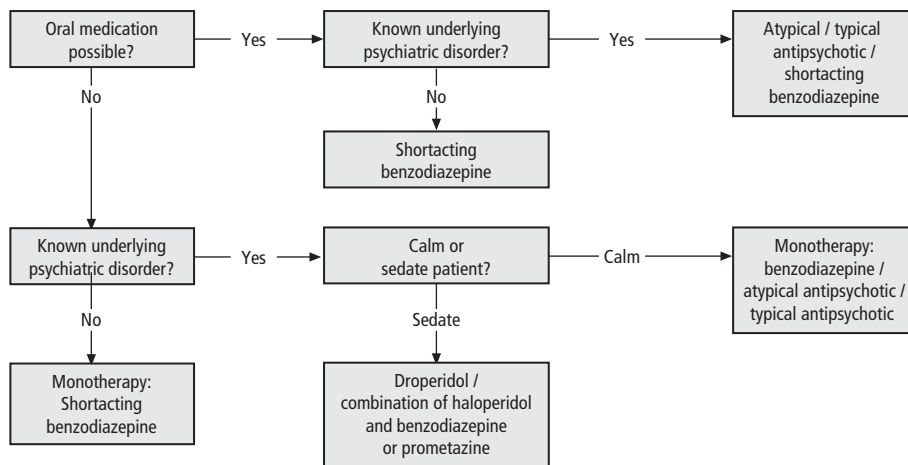 Oral medication
possible?
Yes
Known underlying
psychiatric disorder?
Yes
Atypical / typical
antipsychotic /
shortacting
benzodiazepine
No
No
Shortacting
benzodiazepine
Known underlying
psychiatric disorder?
Yes
Calm or
sedate patient?
Calm
Monotherapy:
benzodiazepine /
atypical antipsychotic /
typical antipsychotic
No
Sedate
Monotherapy:
Shortacting
benzodiazepine
Droperidol /
combination of haloperidol
and benzodiazepine
or prometazine